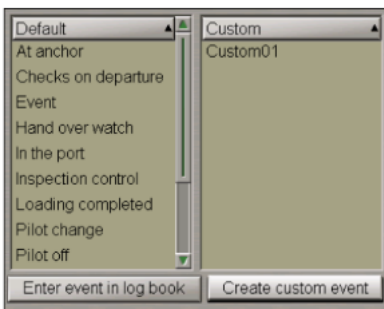 Default
At anchor
Checks on departure
Event
Hand over watch
In the port
Inspection control
Loading completed
Pilot change
Pilot off
Enter event in log book
Custom
Custom01
Create custom event